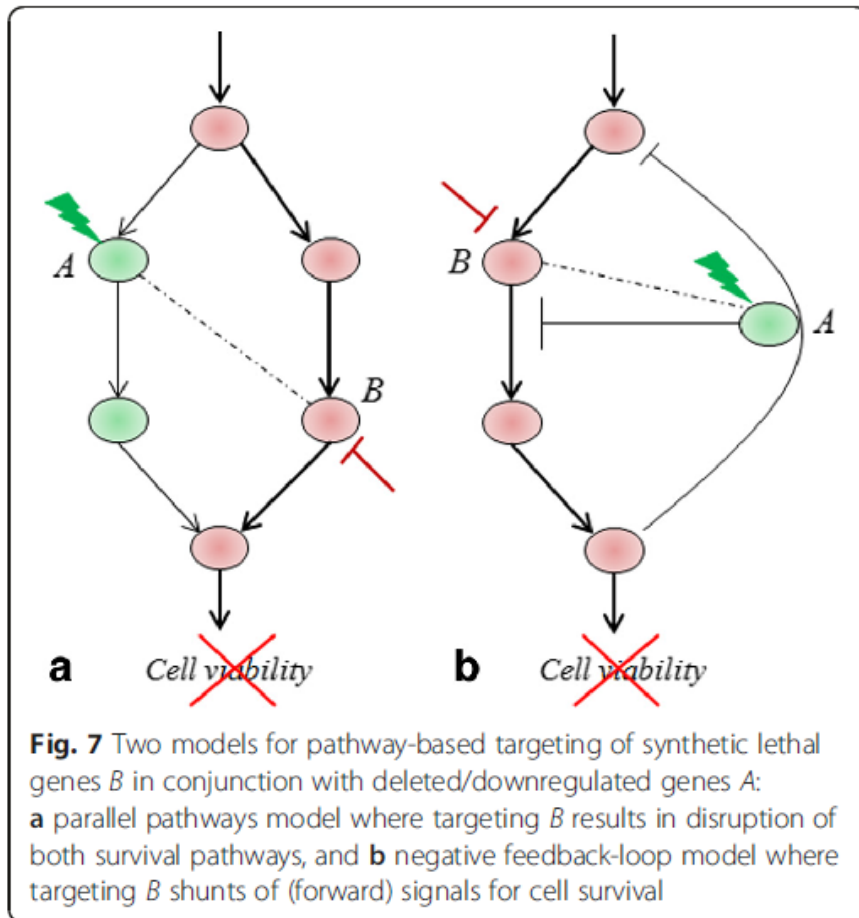 A
B
B
A
a
Cell viability
b
Cell viability
Fig. 7 Two models for pathway-based targeting of synthetic lethal
genes B in conjunction with deleted/downregulated genes A:
a parallel pathways model where targeting B results in disruption of
both survival pathways, and b negative feedback-loop model where
targeting B shunts of (forward) signals for cell survival